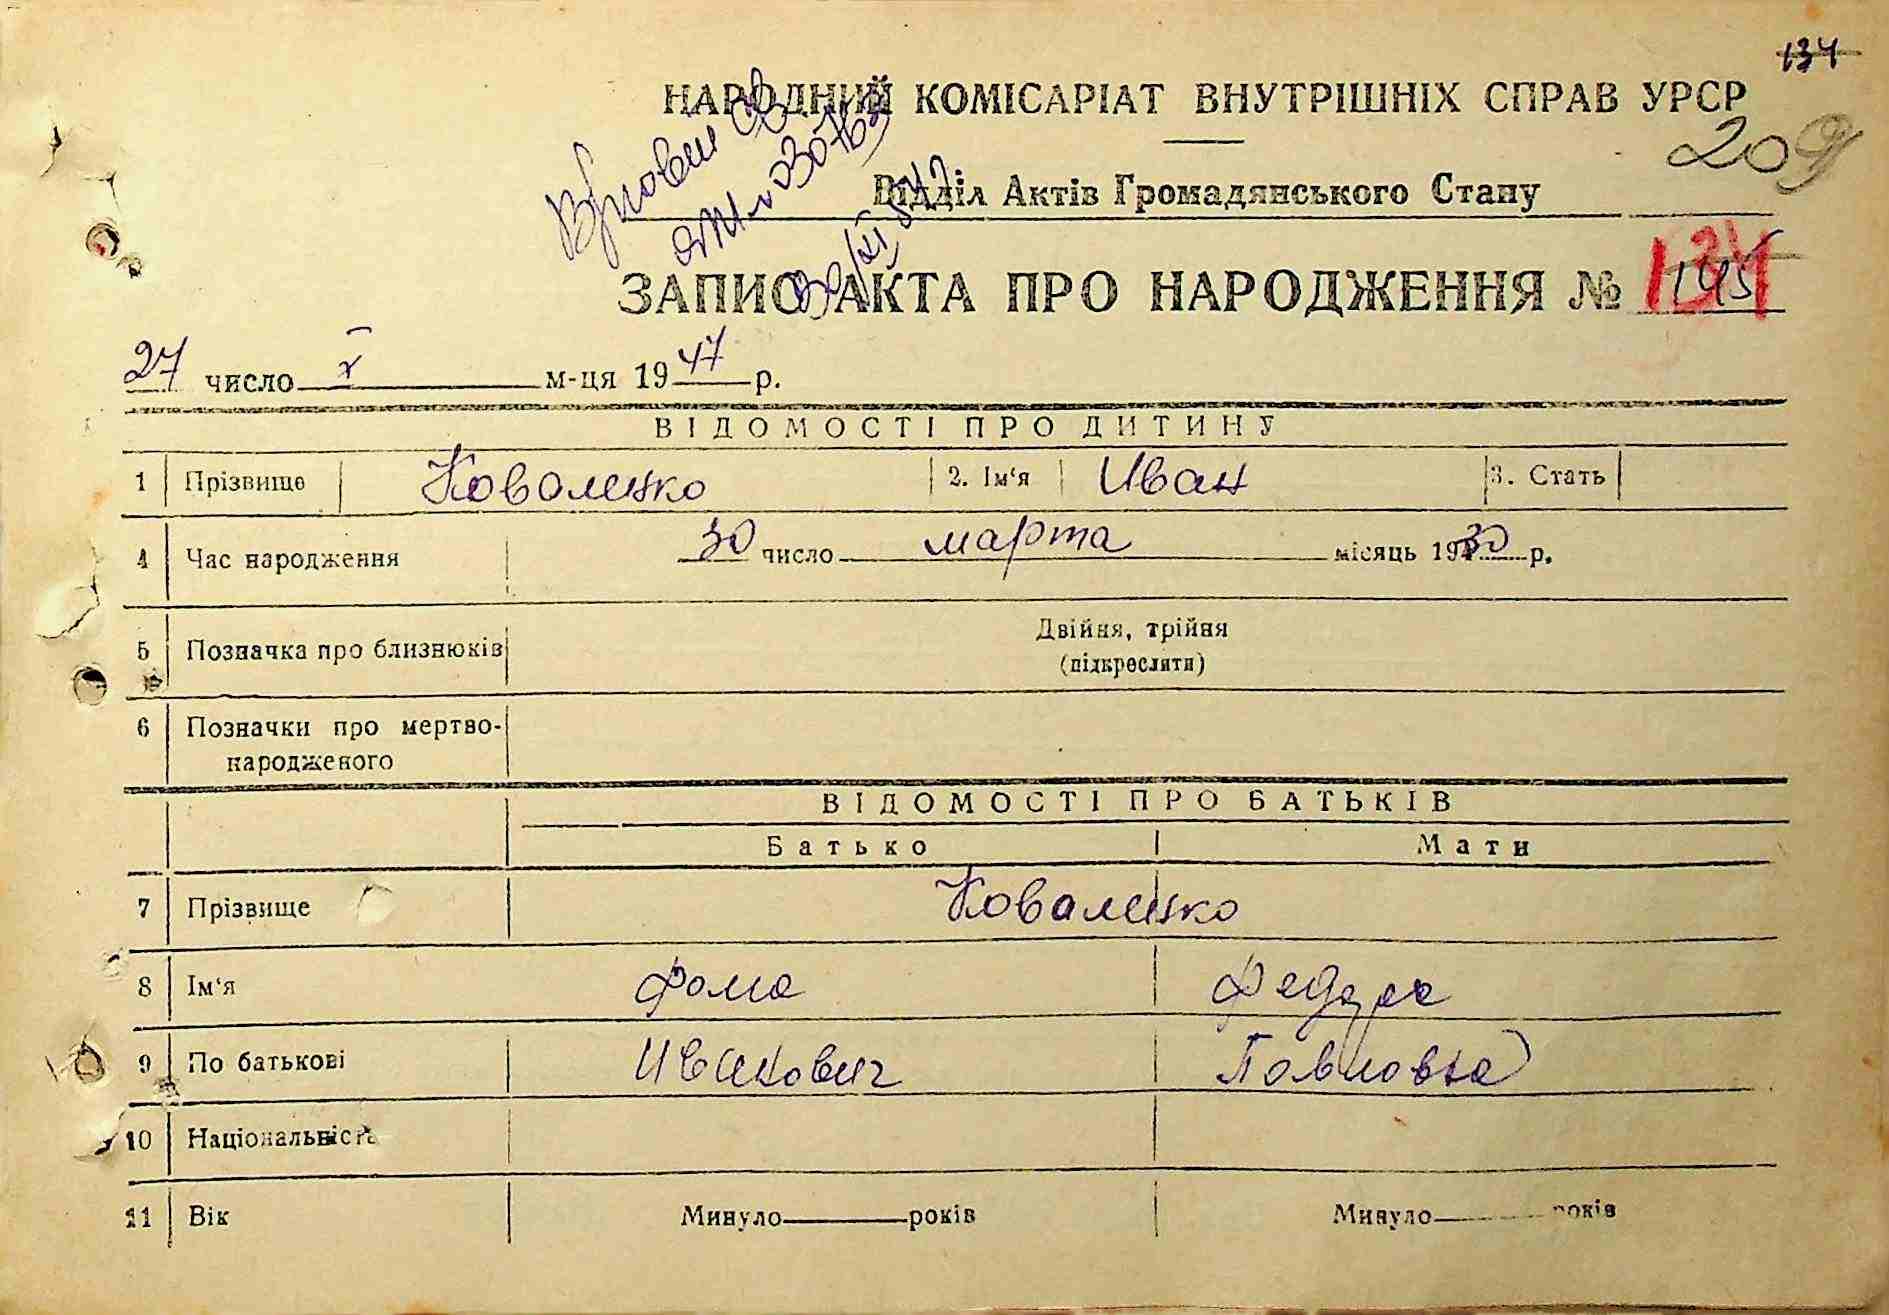 134
НАРОДНИЙ КОМІСАРІАТ ВНУТРІШНІХ СПРАВ УРСР
209
Відділ Актів Громадянського Стану
ЗАПИС АКТА ПРО НАРОДЖЕННЯ № 145 134
27 число X м-ця 1947 р.
ВІДОМОСТІ ПРО ДИТИНУ
1 Прізвище Коваленко 2. Ім'я Иван 3. Стать
4 Час народження 30 число марта місяць 1930 р.
5 Позначка про близнюків Двійня, трійня
(підкреслити)
6 Позначки про мертво-
народженого
ВІДОМОСТІ ПРО БАТЬКІВ
Батько Мати
7 Прізвище Коваленко
8 Ім'я Фома Федора
9 По батькові Иванович Павловна
10 Національність
11 Вік Минуло років Минуло років